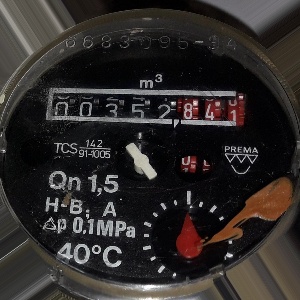 m³
00352,841
TCS 142
91-1005
PREMA
Qn 1,5
H-B; A
Δp 0,1MPa
40°C